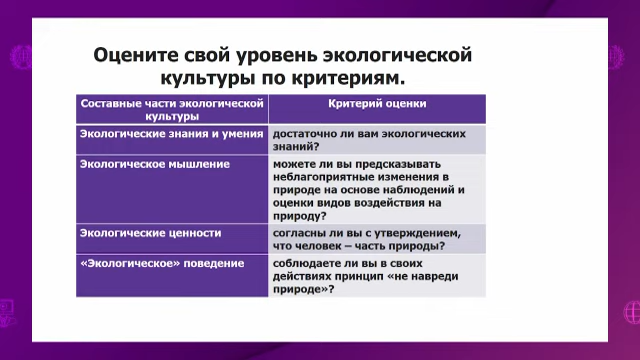 Оцените свой уровень экологической
культуры по критериям.
Составные части экологической
культуры
Критерий оценки
Экологические знания и умения
достаточно ли вам экологических
знаний?
Экологическое мышление
можете ли вы предсказывать
неблагоприятные изменения в
природе на основе наблюдений и
оценки видов воздействия на
природу?
Экологические ценности
согласны ли вы с утверждением,
что человек – часть природы?
«Экологическое» поведение
соблюдаете ли вы в своих
действиях принцип «не навреди
природе»?